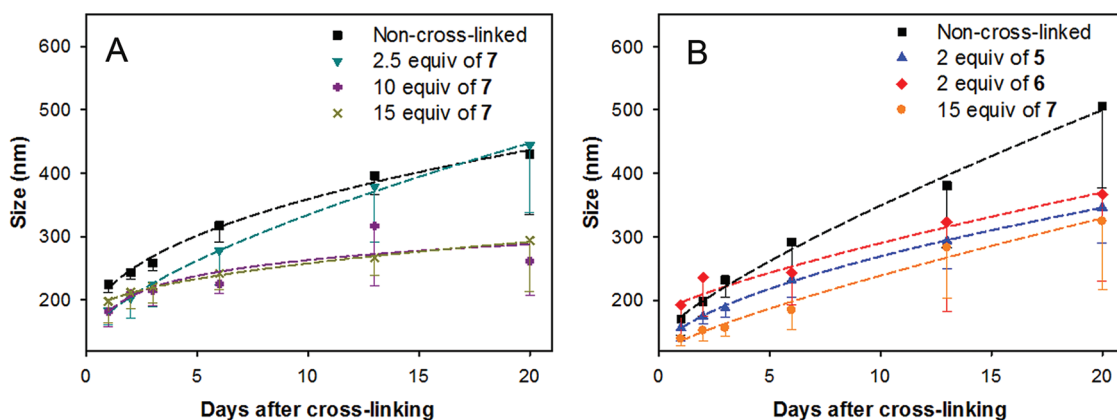 A
Non-cross-linked
2.5 equiv of 7
10 equiv of 7
15 equiv of 7
600
500
400
300
200
Size (nm)
0 5 10 15 20
Days after cross-linking
B
Non-cross-linked
2 equiv of 5
2 equiv of 6
15 equiv of 7
600
500
400
300
200
Size (nm)
0 5 10 15 20
Days after cross-linking